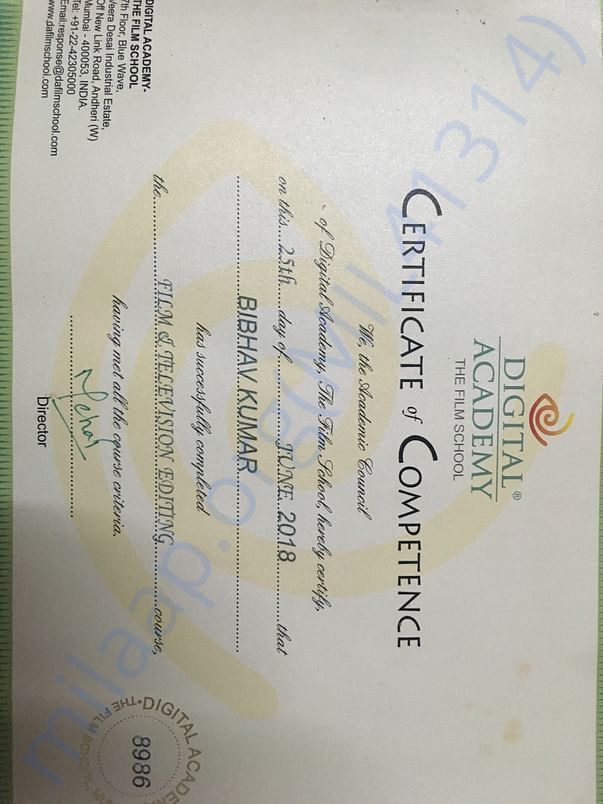 DIGITAL®
ACADEMY
THE FILM SCHOOL
CERTIFICATE of COMPETENCE
We, the Academic Council
of Digital Academy, The Film School, hereby certify,
on this....25th....day of............JUNE 2018............that
BIBHAV KUMAR
has successfully completed
the............FILM & TELEVISION EDITING............course,
having met all the course criteria.
Director
DIGITAL ACADEMY-
THE FILM SCHOOL
7th Floor, Blue Wave,
Veera Desai Industrial Estate,
Off New Link Road, Andheri (W)
Mumbai - 400053, INDIA.
Tel: +91-22-42305000
Email:response@dafilmschool.com
www.dafilmschool.com
8986